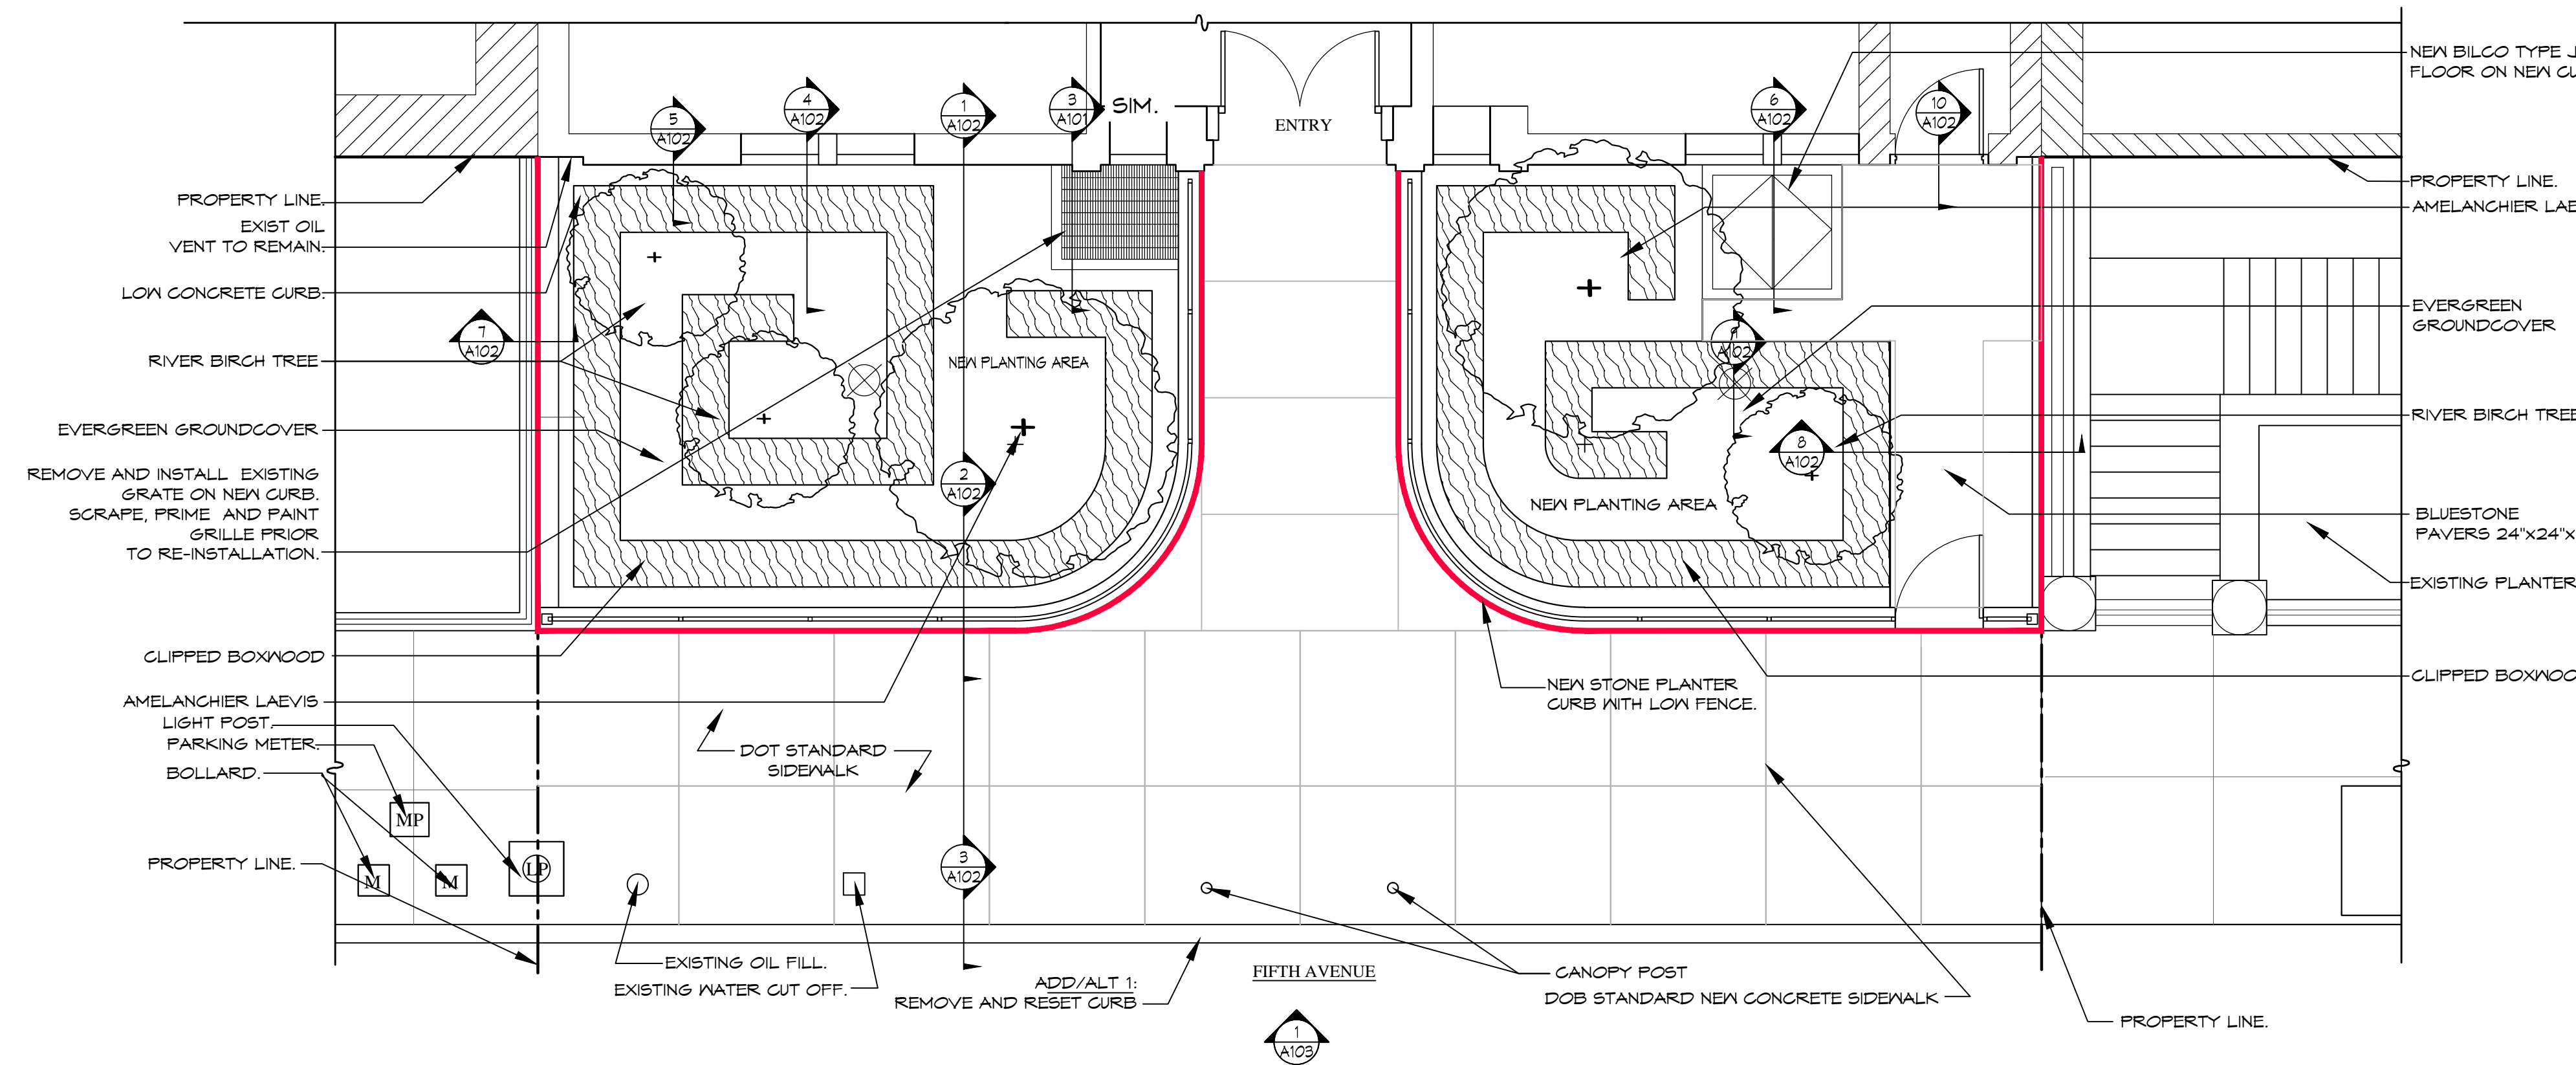 NEW BILCO TYPE
FLOOR ON NEW
5
A102
4
A102
1
A102
3
A101
SIM.
ENTRY
6
A102
10
A102
PROPERTY LINE.
EXIST OIL
VENT TO REMAIN.
LOW CONCRETE CURB.
7
A102
RIVER BIRCH TREE
EVERGREEN GROUNDCOVER
REMOVE AND INSTALL EXISTING
GRATE ON NEW CURB.
SCRAPE, PRIME AND PAINT
GRILLE PRIOR
TO RE-INSTALLATION.
CLIPPED BOXWOOD
AMELANCHIER LAEVIS
LIGHT POST.
PARKING METER.
BOLLARD.
PROPERTY LINE.
MP
M
M
LP
NEW PLANTING AREA
2
A102
DOT STANDARD
SIDEWALK
3
A102
EXISTING OIL FILL.
EXISTING WATER CUT OFF.
ADD/ALT 1:
REMOVE AND RESET CURB
FIFTH AVENUE
1
A103
A102
8
A102
NEW PLANTING AREA
NEW STONE PLANTER
CURB WITH LOW FENCE.
CANOPY POST
DOB STANDARD NEW CONCRETE SIDEWALK
PROPERTY LINE.
PROPERTY LINE.
AMELANCHIER
EVERGREEN
GROUNDCOVER
RIVER BIRCH TREE
BLUESTONE
PAVERS 24"x24"x
EXISTING PLANTER
CLIPPED